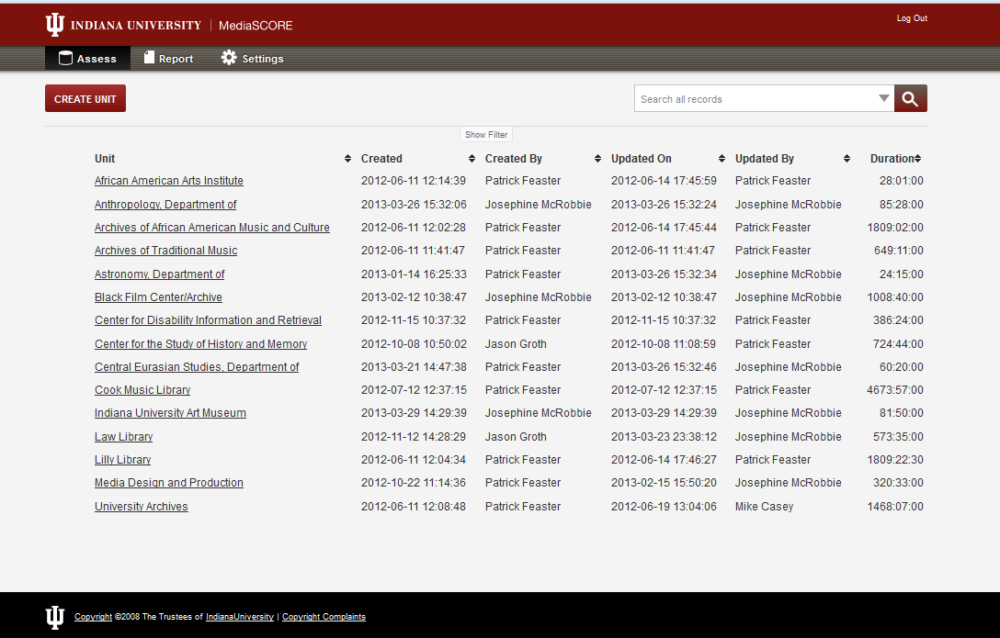 INDIANA UNIVERSITY | MediaSCORE Log Out
Assess Report Settings
CREATE UNIT Search all records
Show Filter
Unit Created Created By Updated On Updated By Duration
African American Arts Institute 2012-06-11 12:14:39 Patrick Feaster 2012-06-14 17:45:59 Patrick Feaster 28:01:00
Anthropology, Department of 2013-03-26 15:32:06 Josephine McRobbie 2013-03-26 15:32:24 Josephine McRobbie 85:28:00
Archives of African American Music and Culture 2012-06-11 12:02:28 Patrick Feaster 2012-06-14 17:45:44 Patrick Feaster 1809:02:00
Archives of Traditional Music 2012-06-11 11:41:47 Patrick Feaster 2012-06-11 11:41:47 Patrick Feaster 649:11:00
Astronomy, Department of 2013-01-14 16:25:33 Patrick Feaster 2013-03-26 15:32:34 Josephine McRobbie 24:15:00
Black Film Center/Archive 2013-02-12 10:38:47 Josephine McRobbie 2013-02-12 10:38:47 Josephine McRobbie 1008:40:00
Center for Disability Information and Retrieval 2012-11-15 10:37:32 Patrick Feaster 2012-11-15 10:37:32 Patrick Feaster 386:24:00
Center for the Study of History and Memory 2012-10-08 10:50:02 Jason Groth 2012-10-08 11:08:59 Patrick Feaster 724:44:00
Central Eurasian Studies, Department of 2013-03-21 14:47:38 Patrick Feaster 2013-03-26 15:32:46 Josephine McRobbie 60:20:00
Cook Music Library 2012-07-12 12:37:15 Patrick Feaster 2012-07-12 12:37:15 Patrick Feaster 4673:57:00
Indiana University Art Museum 2013-03-29 14:29:39 Josephine McRobbie 2013-03-29 14:29:39 Josephine McRobbie 81:50:00
Law Library 2012-11-12 14:28:29 Jason Groth 2013-03-23 23:38:12 Josephine McRobbie 573:35:00
Lilly Library 2012-06-11 12:04:34 Patrick Feaster 2012-06-14 17:46:27 Patrick Feaster 1809:22:30
Media Design and Production 2012-10-22 11:14:36 Patrick Feaster 2013-02-15 15:50:20 Josephine McRobbie 320:33:00
University Archives 2012-06-11 12:08:48 Patrick Feaster 2012-06-19 13:04:06 Mike Casey 1468:07:00
Copyright ©2008 The Trustees of IndianaUniversity | Copyright Complaints